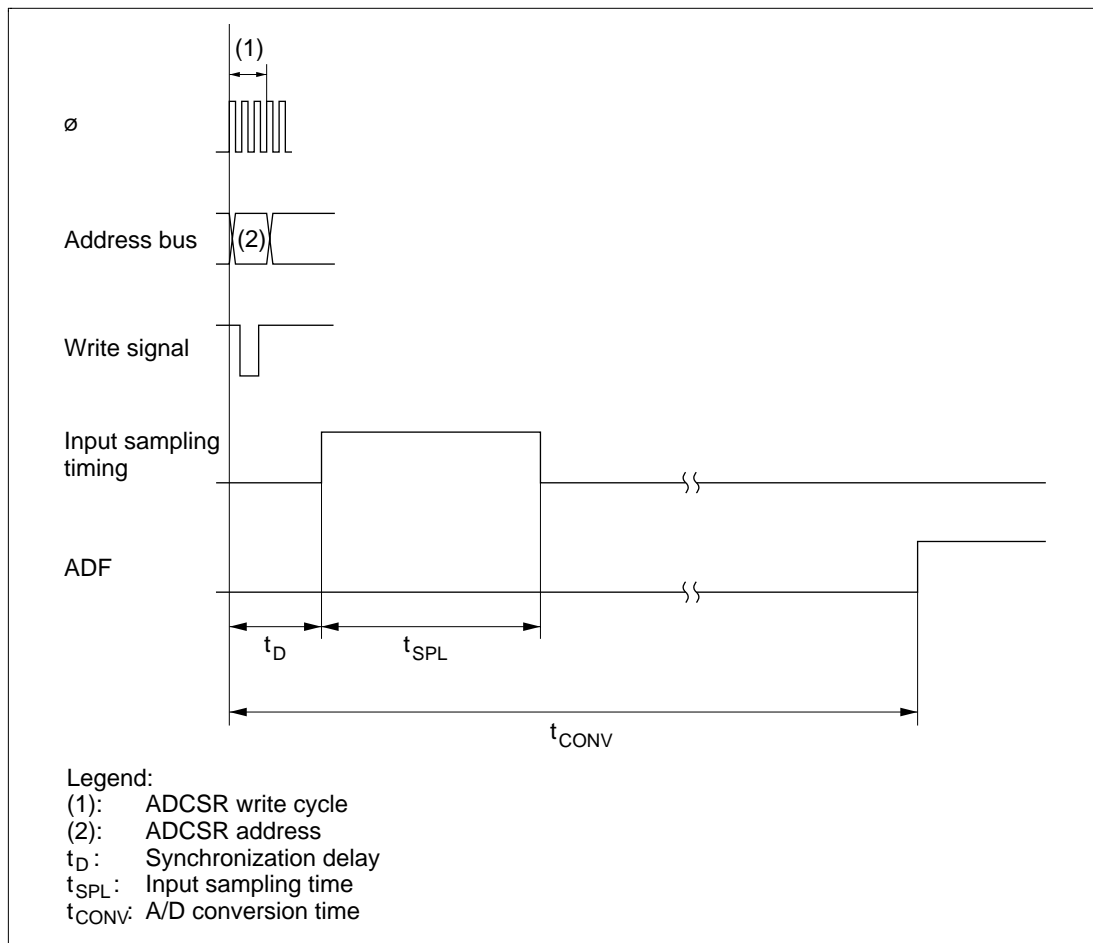 (1)
ø
Address bus
(2)
Write signal
Input sampling
timing
ADF
tD
tSPL
tCONV
Legend:
(1): ADCSR write cycle
(2): ADCSR address
tD : Synchronization delay
tSPL : Input sampling time
tCONV: A/D conversion time